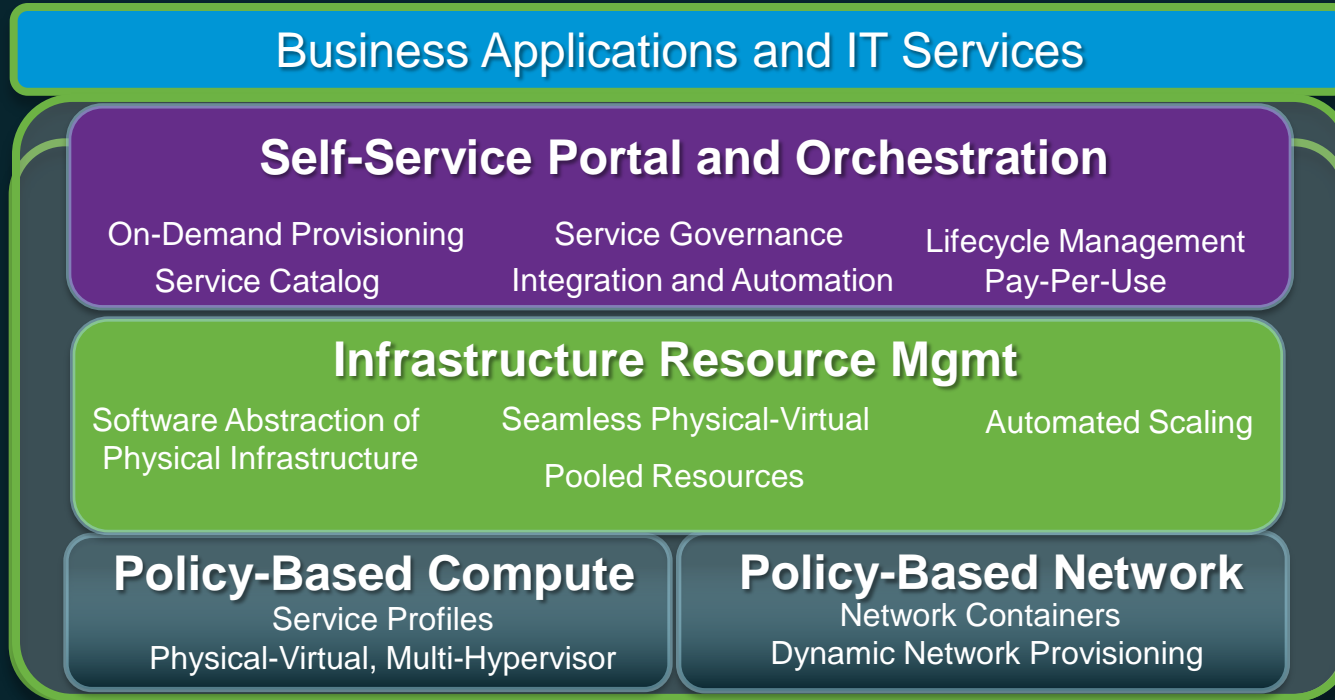 Business Applications and IT Services
Self-Service Portal and Orchestration
On-Demand Provisioning
Service Governance
Lifecycle Management
Service Catalog
Integration and Automation
Pay-Per-Use
Infrastructure Resource Mgmt
Software Abstraction of
Physical Infrastructure
Seamless Physical-Virtual
Automated Scaling
Pooled Resources
Policy-Based Compute
Service Profiles
Physical-Virtual, Multi-Hypervisor
Policy-Based Network
Network Containers
Dynamic Network Provisioning